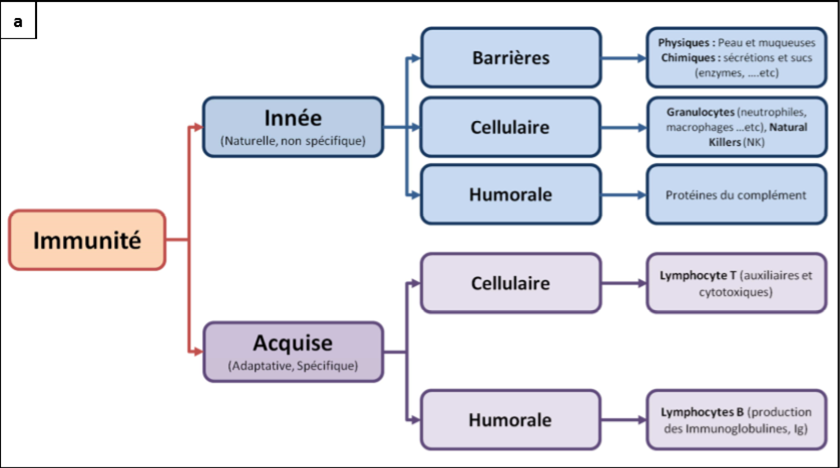 a
Immunité
Innée
(Naturelle, non spécifique)
Barrières
Physiques : Peau et muqueuses
Chimiques : sécrétions et sucs
(enzymes, ....etc)
Cellulaire
Granulocytes (neutrophiles,
macrophages ...etc), Natural
Killers (NK)
Humorale
Protéines du complément
Acquise
(Adaptative, Spécifique)
Cellulaire
Lymphocyte T (auxiliaires et
cytotoxiques)
Humorale
Lymphocytes B (production
des Immunoglobulines, Ig)